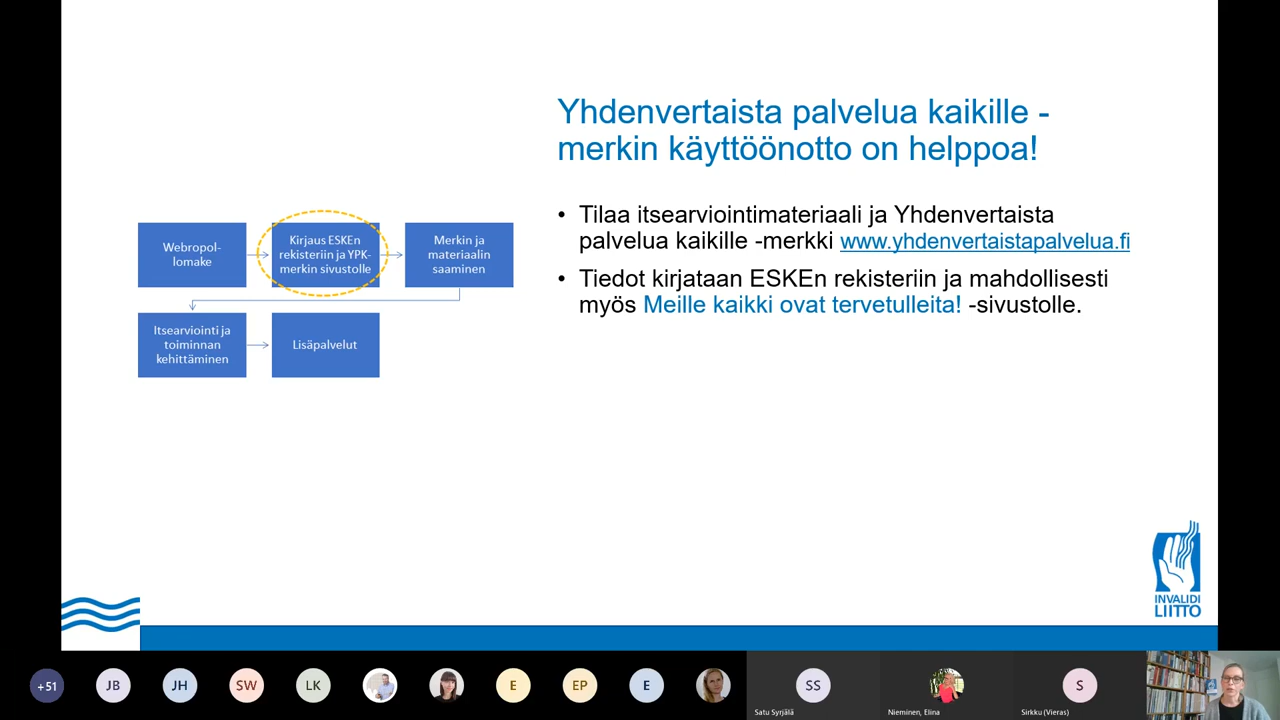 Yhdenvertaista palvelua kaikille -
merkin käyttöönotto on helppoa!
• Tilaa itsearviointimateriaali ja Yhdenvertaista
palvelua kaikille -merkki www.yhdenvertaistapalvelua.fi
• Tiedot kirjataan ESKEn rekisteriin ja mahdollisesti
myös Meille kaikki ovat tervetulleita! -sivustolle.
Webropol-
lomake
Kirjaus ESKEn
rekisteriin ja YPK-
merkin sivustolle
Merkin ja
materiaalin
saaminen
Itsearviointi ja
toiminnan
kehittäminen
Lisäpalvelut
INVALIDI
LIITTO
+51
JB
JH
SW
LK
E
EP
E
SS
Satu Syrjälä
Nieminen, Elina
S
Sirkku (Vieras)